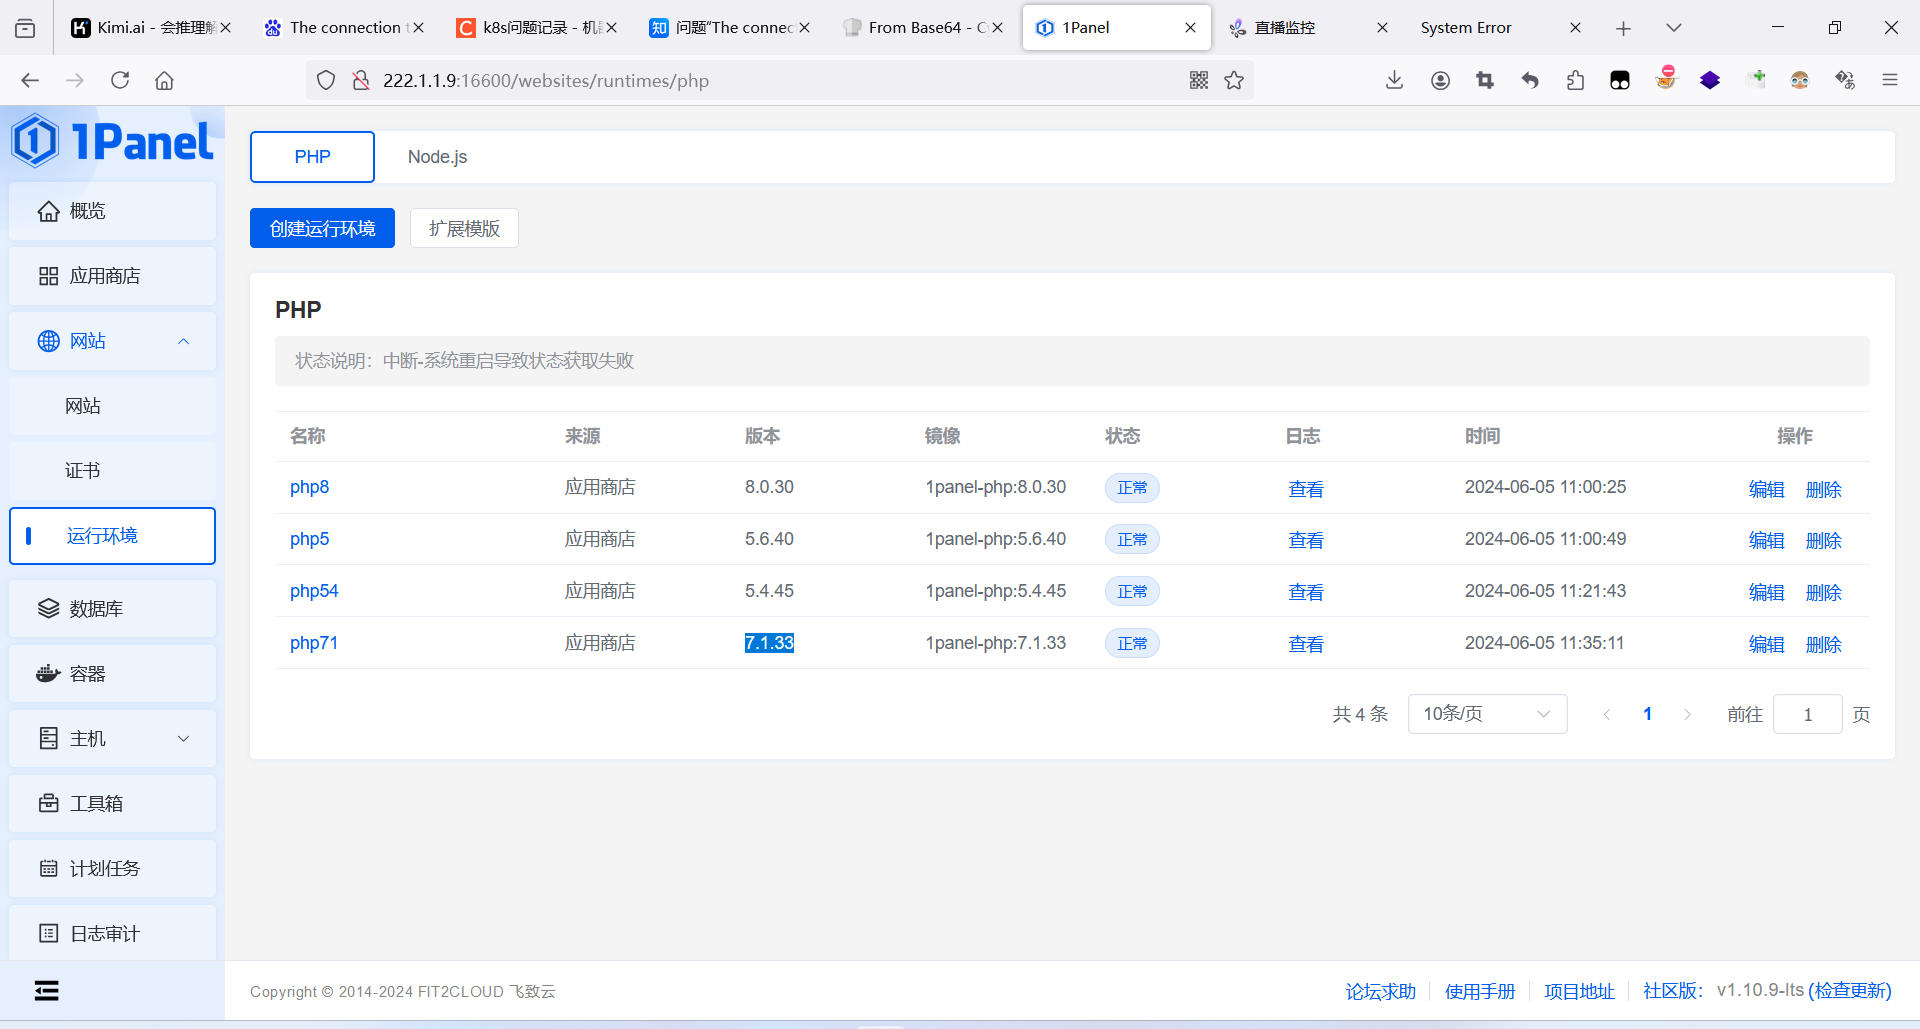 Kimi.ai - 会推理解
The connection t
k8s问题记录 - 机器
问题“The connec
From Base64 - Cy
1Panel
直播监控
System Error
222.1.1.9:16600/websites/runtimes/php
1Panel
概览
应用商店
网站
网站
证书
运行环境
数据库
容器
主机
工具箱
计划任务
日志审计
PHP Node.js
创建运行环境 扩展模版
PHP
状态说明：中断-系统重启导致状态获取失败
名称 来源 版本 镜像 状态 日志 时间 操作
php8 应用商店 8.0.30 1panel-php:8.0.30 正常 查看 2024-06-05 11:00:25 编辑 删除
php5 应用商店 5.6.40 1panel-php:5.6.40 正常 查看 2024-06-05 11:00:49 编辑 删除
php54 应用商店 5.4.45 1panel-php:5.4.45 正常 查看 2024-06-05 11:21:43 编辑 删除
php71 应用商店 7.1.33 1panel-php:7.1.33 正常 查看 2024-06-05 11:35:11 编辑 删除
共 4 条 10条/页 1 前往 1 页
Copyright © 2014-2024 FIT2CLOUD 飞致云
论坛求助 使用手册 项目地址 社区版： v1.10.9-lts (检查更新)